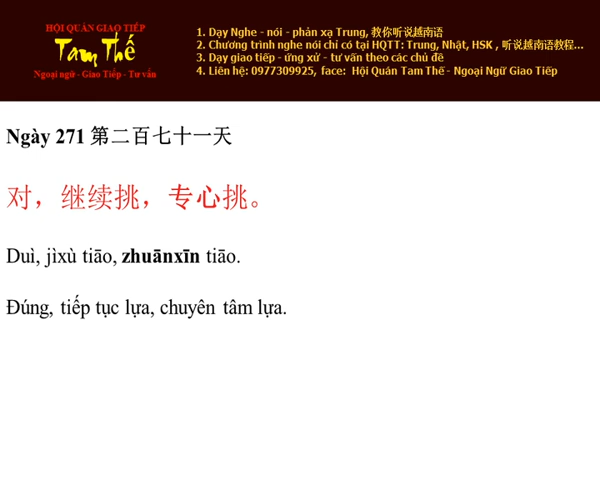 HỘI QUÁN GIAO TIẾP
Tam Thế
Ngoại ngữ - Giao Tiếp - Tư vấn
1. Dạy Nghe - nói - phản xạ Trung, 教你听说越南语
2. Chương trình nghe nói chỉ có tại HQTT: Trung, Nhật, HSK , 听说越南语教程...
3. Dạy giao tiếp - ứng xử - tư vấn theo các chủ đề
4. Liên hệ: 0977309925, face: Hội Quán Tam Thế - Ngoại Ngữ Giao Tiếp
Ngày 271 第二百七十一天
对，继续挑，专心挑。
Duì, jìxù tiāo, zhuānxīn tiāo.
Đúng, tiếp tục lựa, chuyên tâm lựa.